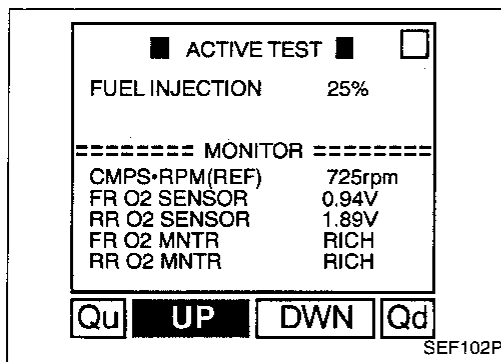 ■ ACTIVE TEST ■
FUEL INJECTION 25%
======== MONITOR ========
CMPS•RPM(REF) 725rpm
FR O2 SENSOR 0.94V
RR O2 SENSOR 1.89V
FR O2 MNTR RICH
RR O2 MNTR RICH
Qu UP DWN Qd
SEF102P